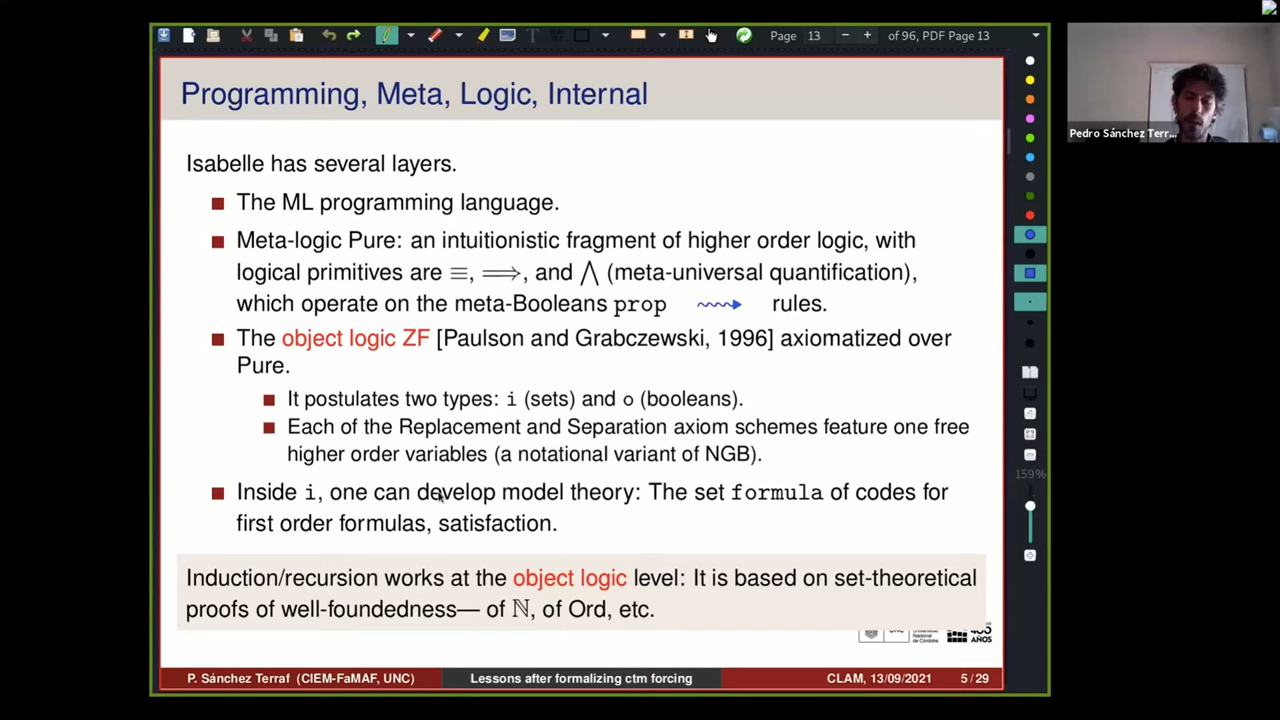 Page 13 − + of 96, PDF Page 13
Programming, Meta, Logic, Internal
Pedro Sánchez Terr...
Isabelle has several layers.
The ML programming language.
Meta-logic Pure: an intuitionistic fragment of higher order logic, with
logical primitives are ≡, ⟹, and ⋀ (meta-universal quantification),
which operate on the meta-Booleans prop ⇝ rules.
The object logic ZF [Paulson and Grabczewski, 1996] axiomatized over
Pure.
It postulates two types: i (sets) and o (booleans).
Each of the Replacement and Separation axiom schemes feature one free
higher order variables (a notational variant of NGB).
159%
Inside i, one can develop model theory: The set formula of codes for
first order formulas, satisfaction.
Induction/recursion works at the object logic level: It is based on set-theoretical
proofs of well-foundedness— of ℕ, of Ord, etc.
Nacional
de Córdoba
AÑOS
P. Sánchez Terraf (CIEM-FaMAF, UNC) Lessons after formalizing ctm forcing CLAM, 13/09/2021 5 / 29